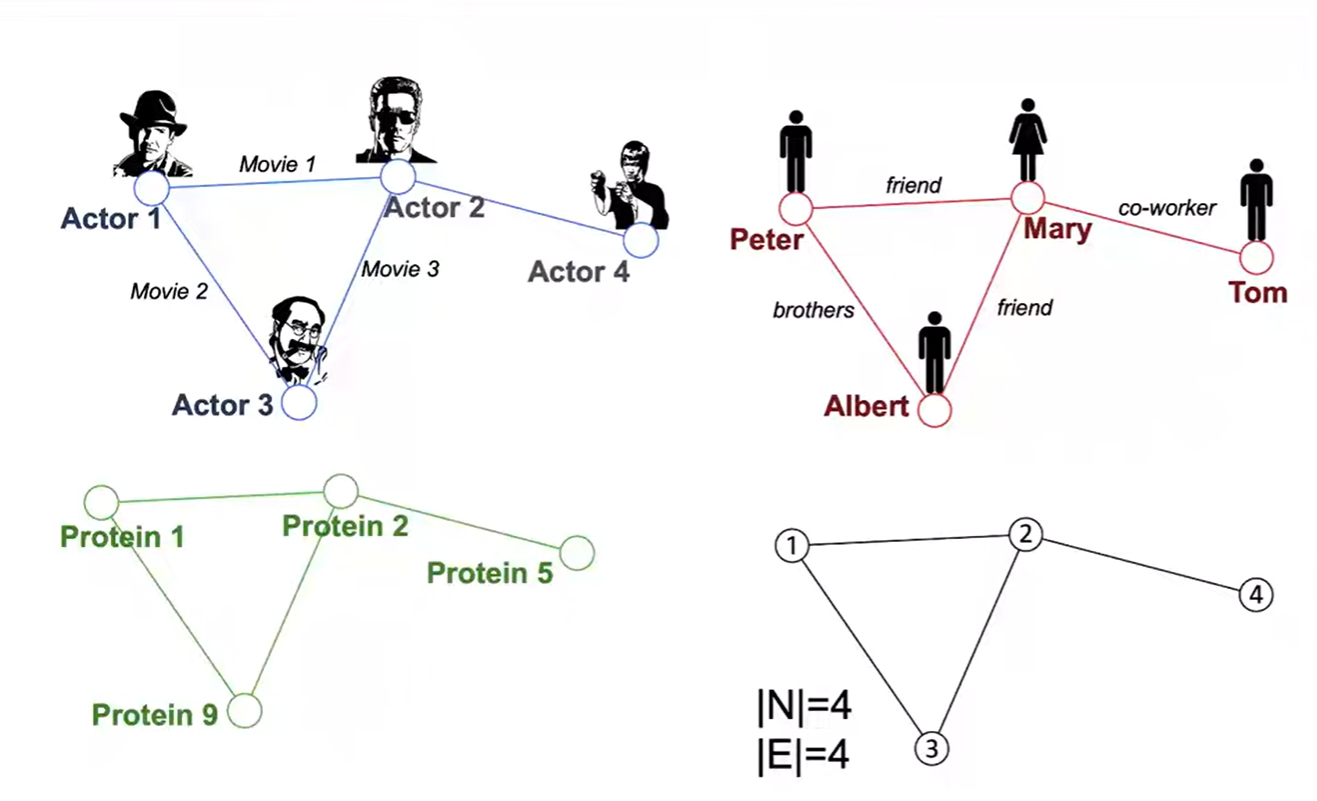 Movie 1
Actor 1
Actor 2
Movie 3
Actor 4
Movie 2
Actor 3
friend
Peter
Mary
co-worker
Tom
brothers
friend
Albert
Protein 1
Protein 2
Protein 5
Protein 9
1
2
4
3
|N|=4
|E|=4